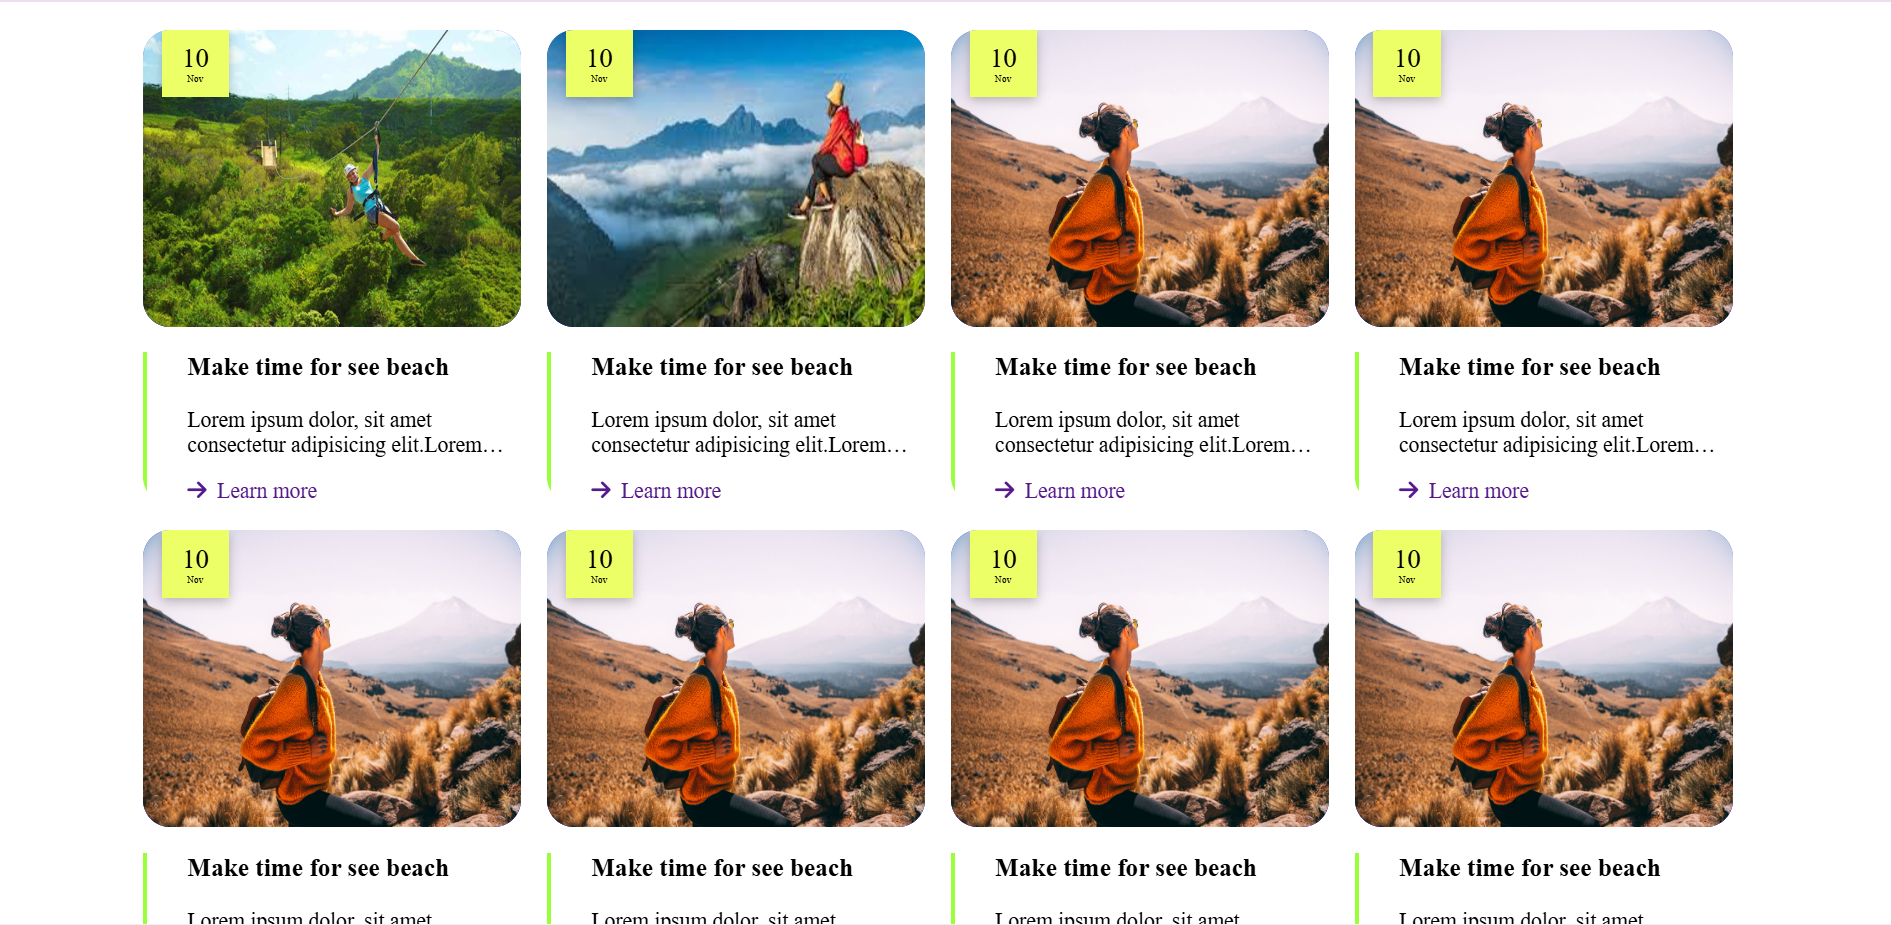 10
Nov
10
Nov
10
Nov
10
Nov
Make time for see beach
Lorem ipsum dolor, sit amet
consectetur adipisicing elit.Lorem…
Learn more
Make time for see beach
Lorem ipsum dolor, sit amet
consectetur adipisicing elit.Lorem…
Learn more
Make time for see beach
Lorem ipsum dolor, sit amet
consectetur adipisicing elit.Lorem…
Learn more
Make time for see beach
Lorem ipsum dolor, sit amet
consectetur adipisicing elit.Lorem…
Learn more
10
Nov
10
Nov
10
Nov
10
Nov
Make time for see beach
Lorem ipsum dolor, sit amet
Make time for see beach
Lorem ipsum dolor, sit amet
Make time for see beach
Lorem ipsum dolor, sit amet
Make time for see beach
Lorem ipsum dolor, sit amet